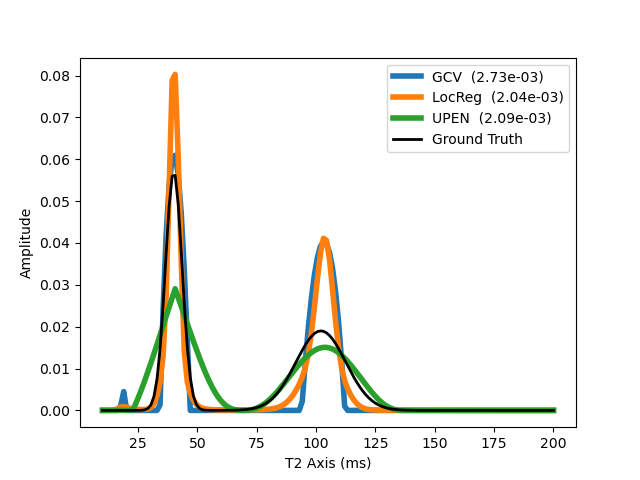 GCV (2.73e-03)
LocReg (2.04e-03)
UPEN (2.09e-03)
Ground Truth
0.08
0.07
0.06
0.05
0.04
0.03
0.02
0.01
0.00
Amplitude
25 50 75 100 125 150 175 200
T2 Axis (ms)